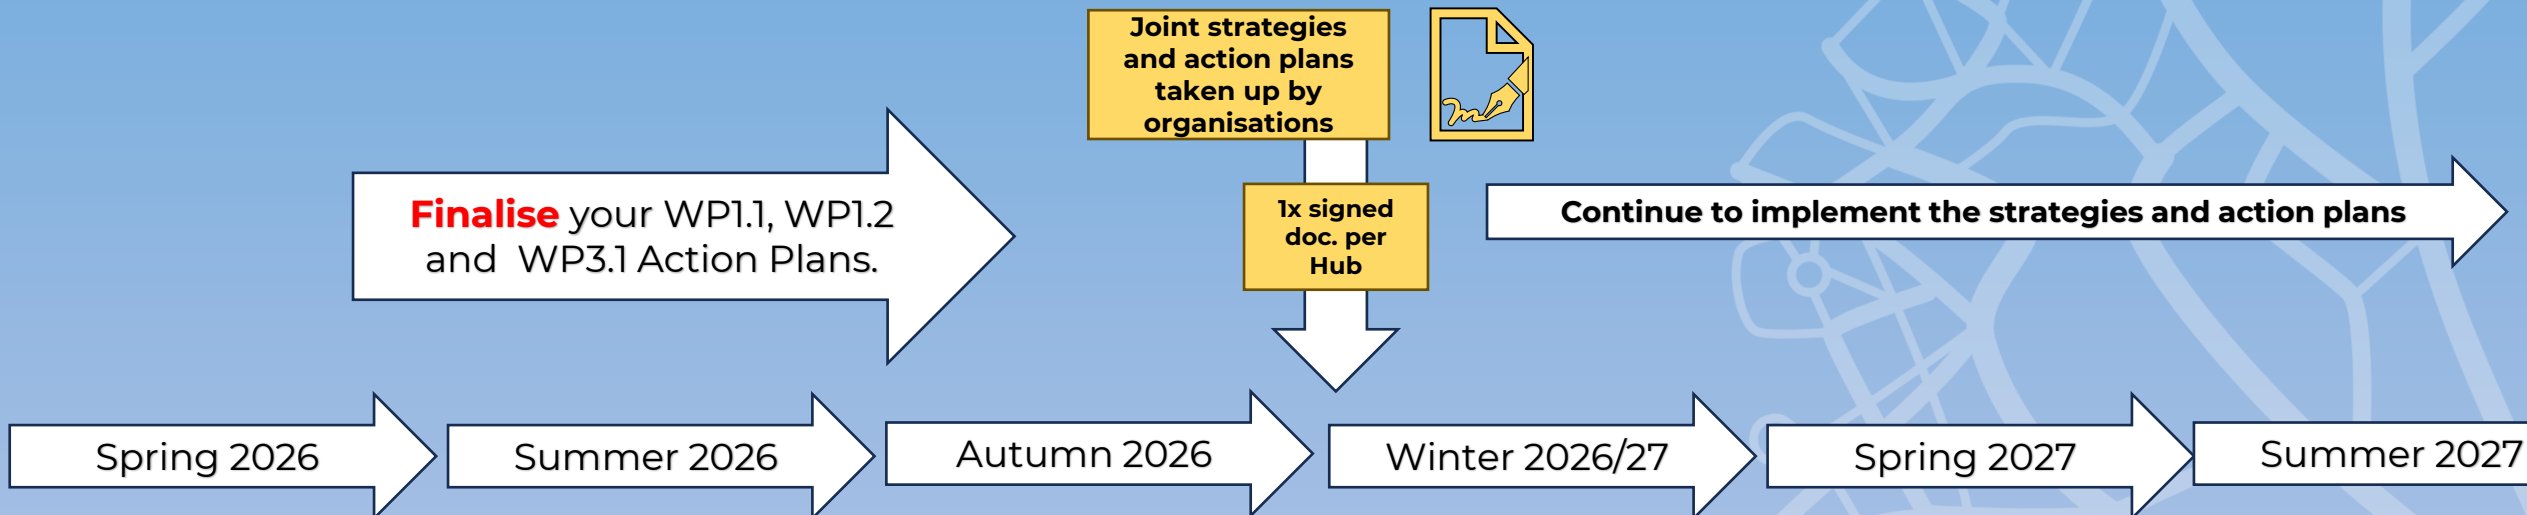 Joint strategies
and action plans
taken up by
organisations
Finalise your WP1.1, WP1.2
and WP3.1 Action Plans.
1x signed
doc. per
Hub
Continue to implement the strategies and action plans
Spring 2026
Summer 2026
Autumn 2026
Winter 2026/27
Spring 2027
Summer 2027